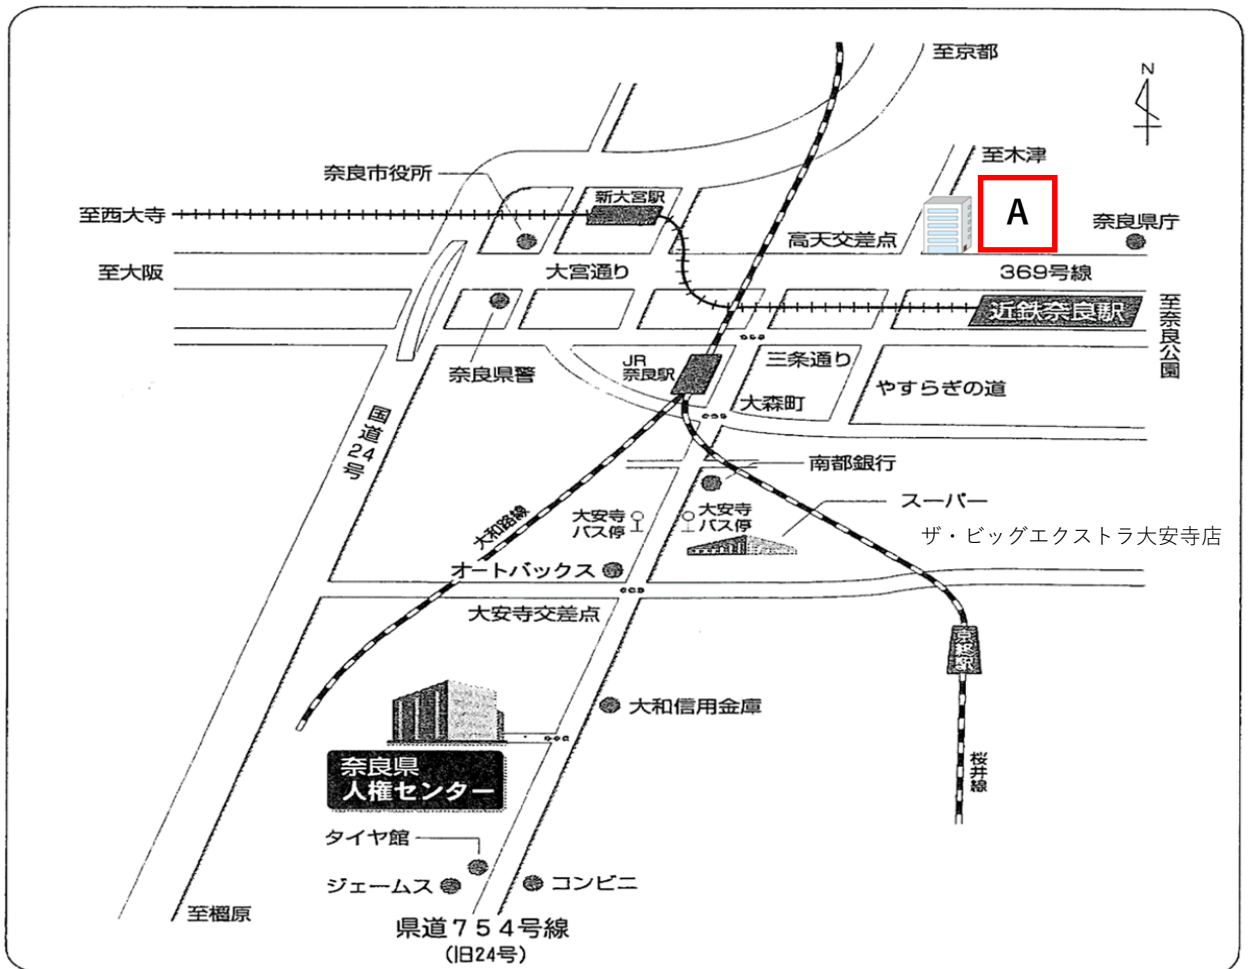 至京都
N
至木津
奈良市役所
新大宮駅
A
至西大寺
高天交差点
奈良県庁
至大阪
大宮通り
369号線
近鉄奈良駅
至奈良公園
JR
奈良駅
三条通り
奈良県警
大森町
やすらぎの道
国道24号
南都銀行
スーパー
大安寺
バス停
大安寺
バス停
大和路線
ザ・ビッグエクストラ大安寺店
オートバックス
大安寺交差点
京終駅
大和信用金庫
奈良県
人権センター
桜井線
タイヤ館
ジェームス
コンビニ
至橿原
県道754号線
(旧24号)